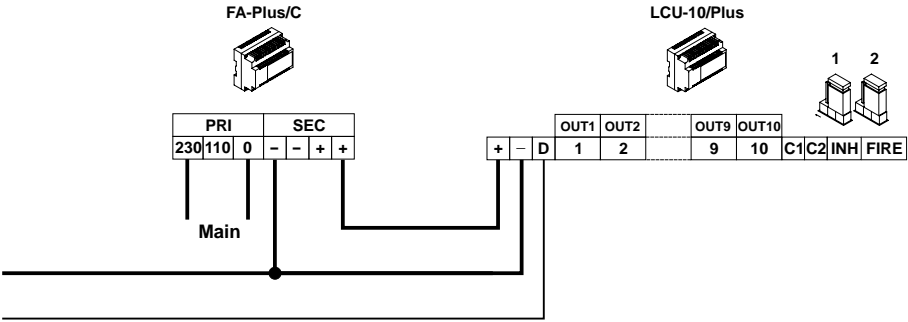 FA-Plus/C LCU-10/Plus
1 2
PRI SEC OUT1 OUT2 OUT9 OUT10
230 110 0 − − + + + − D 1 2 9 10 C1 C2 INH FIRE
Main